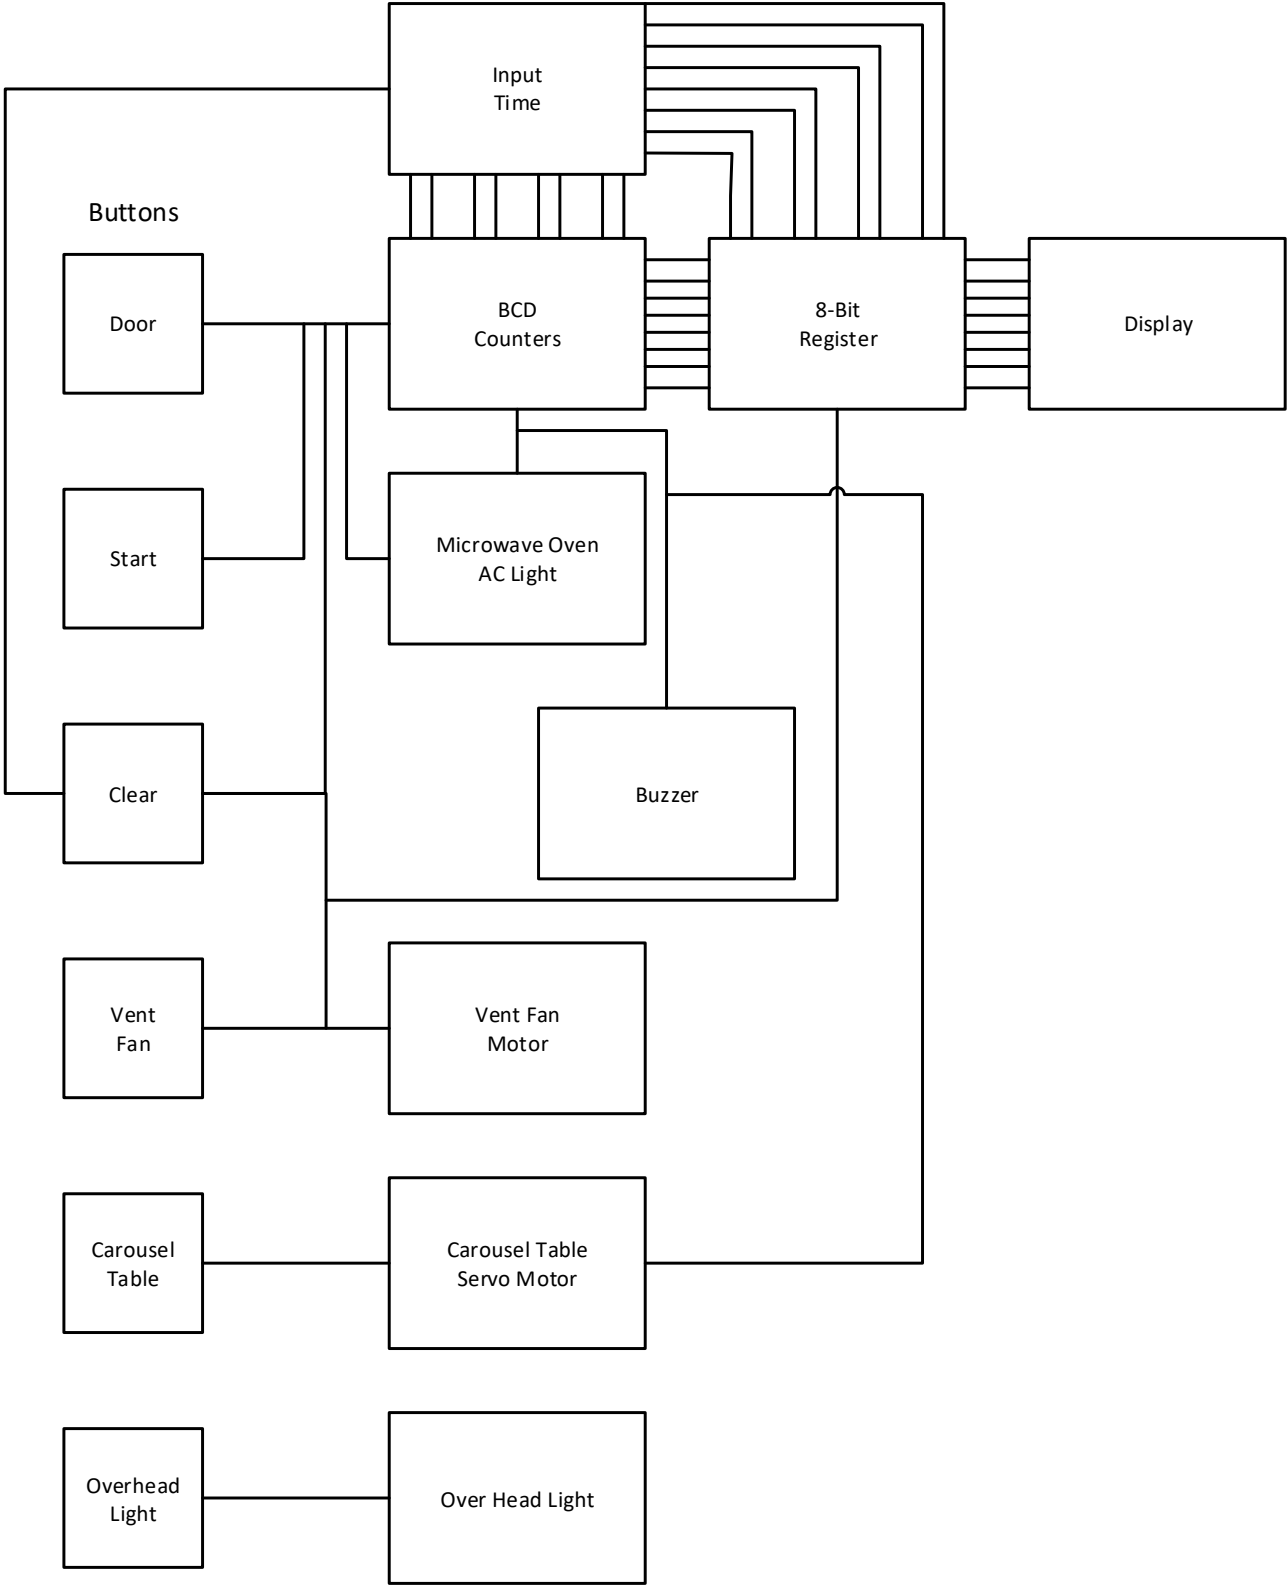 Input
Time
Buttons
Door
BCD
Counters
8-Bit
Register
Display
Start
Microwave Oven
AC Light
Clear
Buzzer
Vent
Fan
Vent Fan
Motor
Carousel
Table
Carousel Table
Servo Motor
Overhead
Light
Over Head Light